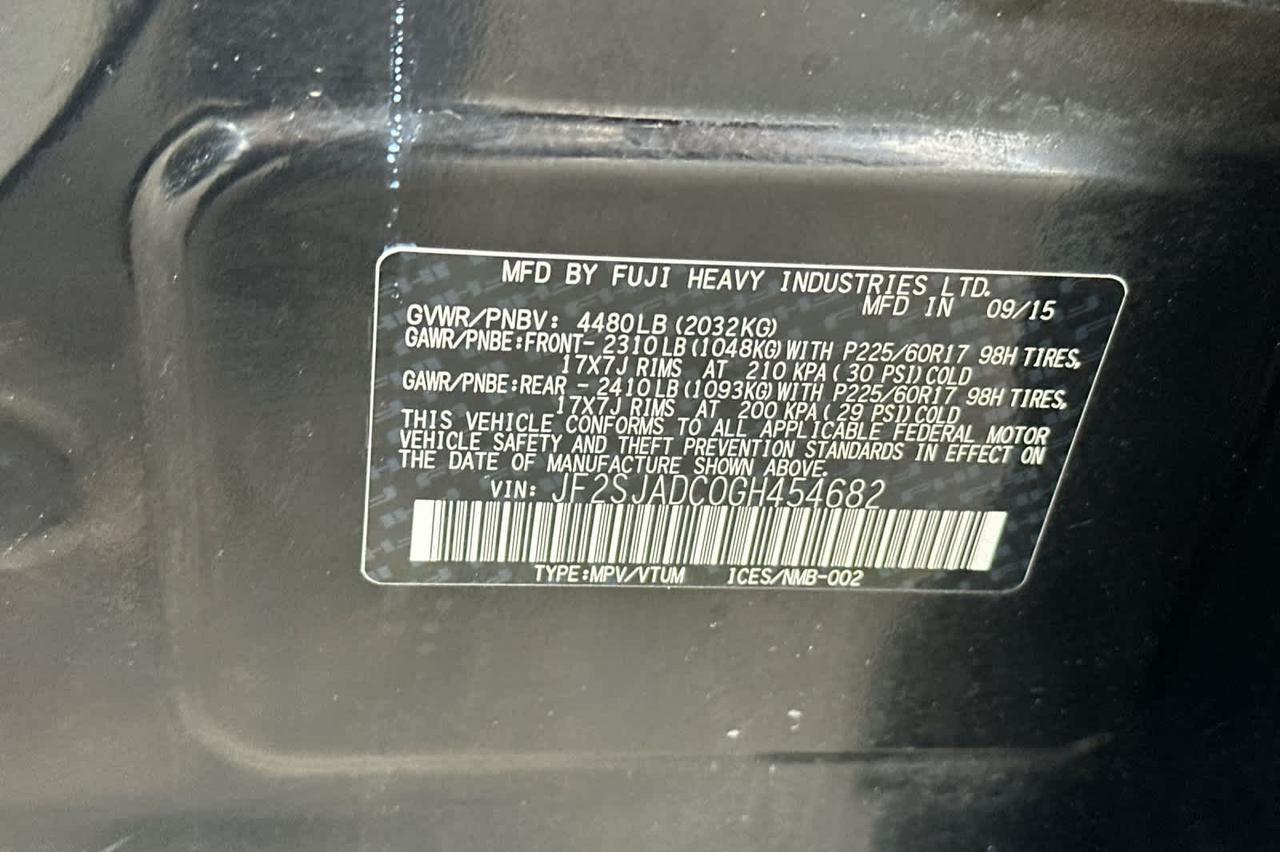 MFD BY FUJI HEAVY INDUSTRIES LTD.
MFD IN 09/15
GVWR/PNBV: 4480LB (2032KG)
GAWR/PNBE:FRONT- 2310LB (1048KG) WITH P225/60R17 98H TIRES,
17X7J RIMS AT 210 KPA ( 30 PSI) COLD
GAWR/PNBE:REAR - 2410LB (1093KG) WITH P225/60R17 98H TIRES,
17X7J RIMS AT 200 KPA ( 29 PSI) COLD
THIS VEHICLE CONFORMS TO ALL APPLICABLE FEDERAL MOTOR
VEHICLE SAFETY AND THEFT PREVENTION STANDARDS IN EFFECT ON
THE DATE OF MANUFACTURE SHOWN ABOVE.
VIN: JF2SJADC0GH454682
TYPE:MPV/VTUM ICES/NMB-002